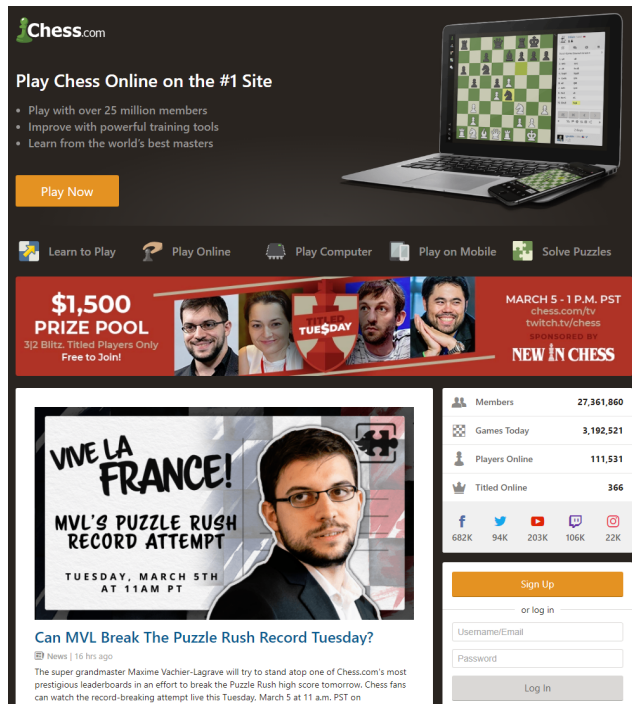 Chess.com
Play Chess Online on the #1 Site
• Play with over 25 million members
• Improve with powerful training tools
• Learn from the world's best masters
Play Now
Learn to Play
Play Online
Play Computer
Play on Mobile
Solve Puzzles
$1,500
PRIZE POOL
3|2 Blitz. Titled Players Only
Free to Join!
TITLED
TUE$DAY
MARCH 5 - 1 P.M. PST
chess.com/tv
twitch.tv/chess
SPONSORED BY
NEW IN CHESS
VIVE LA
FRANCE!
MVL'S PUZZLE RUSH
RECORD ATTEMPT
TUESDAY, MARCH 5TH
AT 11AM PT
Can MVL Break The Puzzle Rush Record Tuesday?
News | 16 hrs ago
The super grandmaster Maxime Vachier-Lagrave will try to stand atop one of Chess.com's most
prestigious leaderboards in an effort to break the Puzzle Rush high score tomorrow. Chess fans
can watch the record-breaking attempt live this Tuesday, March 5 at 11 a.m. PST on
Members 27,361,860
Games Today 3,192,521
Players Online 111,531
Titled Online 366
682K 94K 203K 106K 22K
Sign Up
or log in
Username/Email
Password
Log In